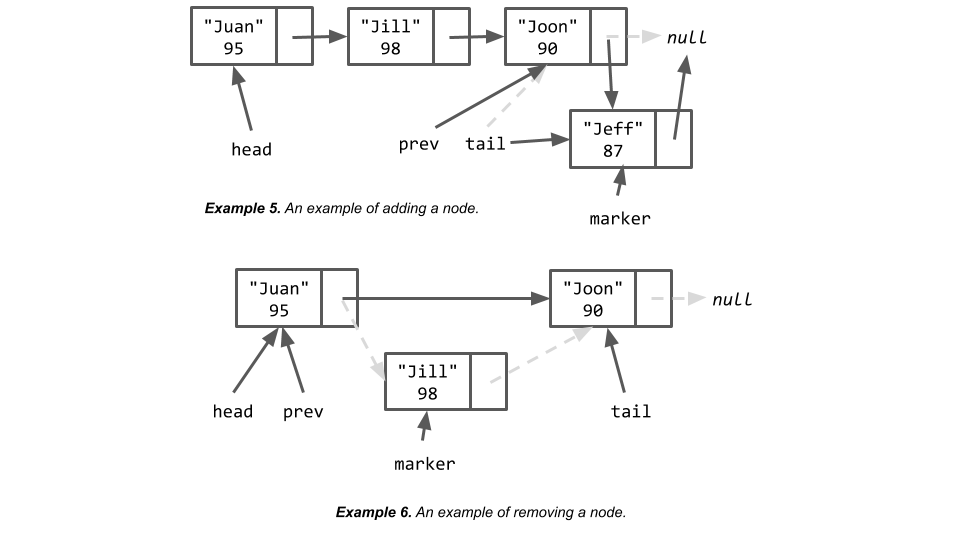 "Juan"
95
"Jill"
98
"Joon"
90
null
"Jeff"
87
head
prev
tail
marker
Example 5. An example of adding a node.
"Juan"
95
"Joon"
90
null
"Jill"
98
head
prev
tail
marker
Example 6. An example of removing a node.